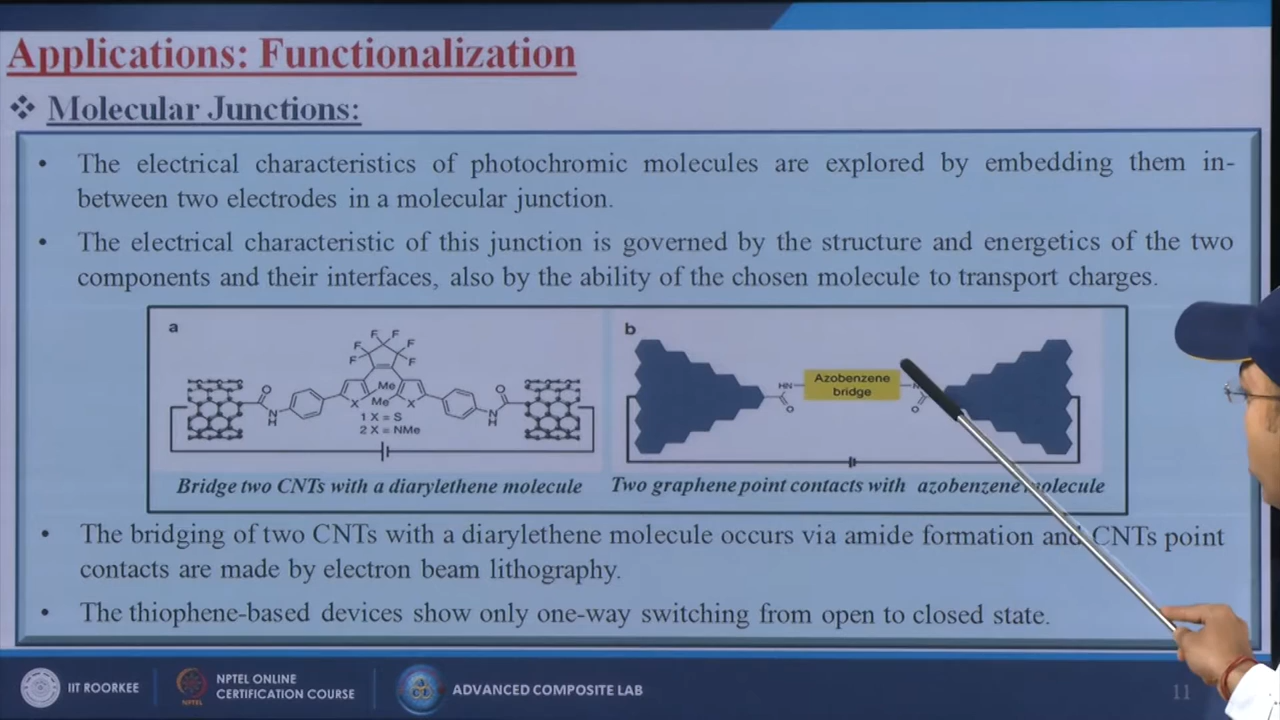 Applications: Functionalization
❖ Molecular Junctions:
• The electrical characteristics of photochromic molecules are explored by embedding them in-
between two electrodes in a molecular junction.
• The electrical characteristic of this junction is governed by the structure and energetics of the two
components and their interfaces, also by the ability of the chosen molecule to transport charges.
a
F F
F F
F F
Me
Me
X X
O
N
H
O
N
H
1 X = S
2 X = NMe
Bridge two CNTs with a diarylethene molecule
b
HN
O
Azobenzene
bridge
O
Two graphene point contacts with azobenzene molecule
• The bridging of two CNTs with a diarylethene molecule occurs via amide formation and CNTs point
contacts are made by electron beam lithography.
• The thiophene-based devices show only one-way switching from open to closed state.
IIT ROORKEE
NPTEL ONLINE
CERTIFICATION COURSE
NPTEL
ADVANCED COMPOSITE LAB
11